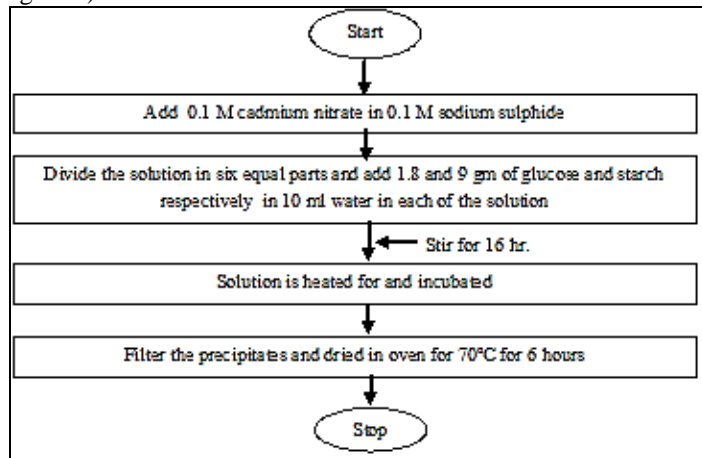 Start
Add 0.1 M cadmium nitrate in 0.1 M sodium sulphide
Divide the solution in six equal parts and add 1.8 and 9 gm of glucose and starch
respectively in 10 ml water in each of the solution
Stir for 16 hr.
Solution is heated for and incubated
Filter the precipitates and dried in oven for 70°C for 6 hours
Stop